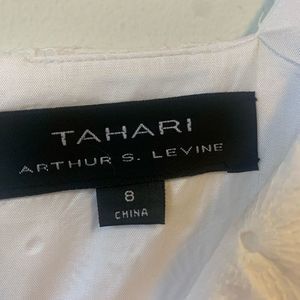 TAHARI
ARTHUR S. LEVINE
8
CHINA